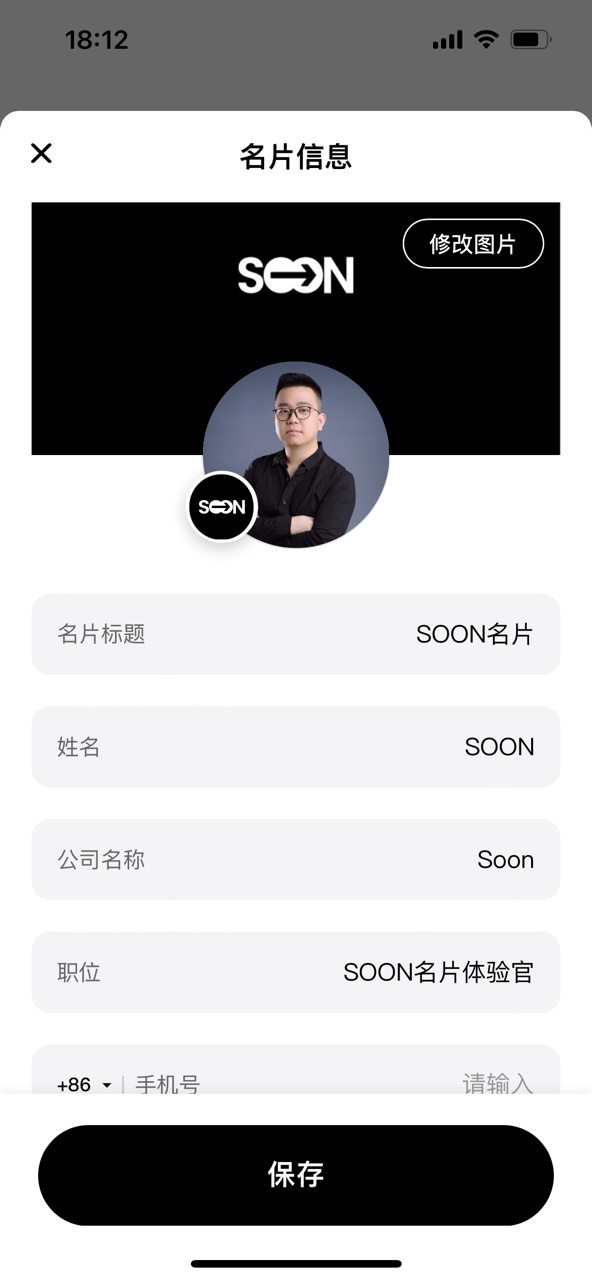 18:12
名片信息
修改图片
SOON
SOON
名片标题 SOON名片
姓名 SOON
公司名称 Soon
职位 SOON名片体验官
+86 手机号 请输入
保存